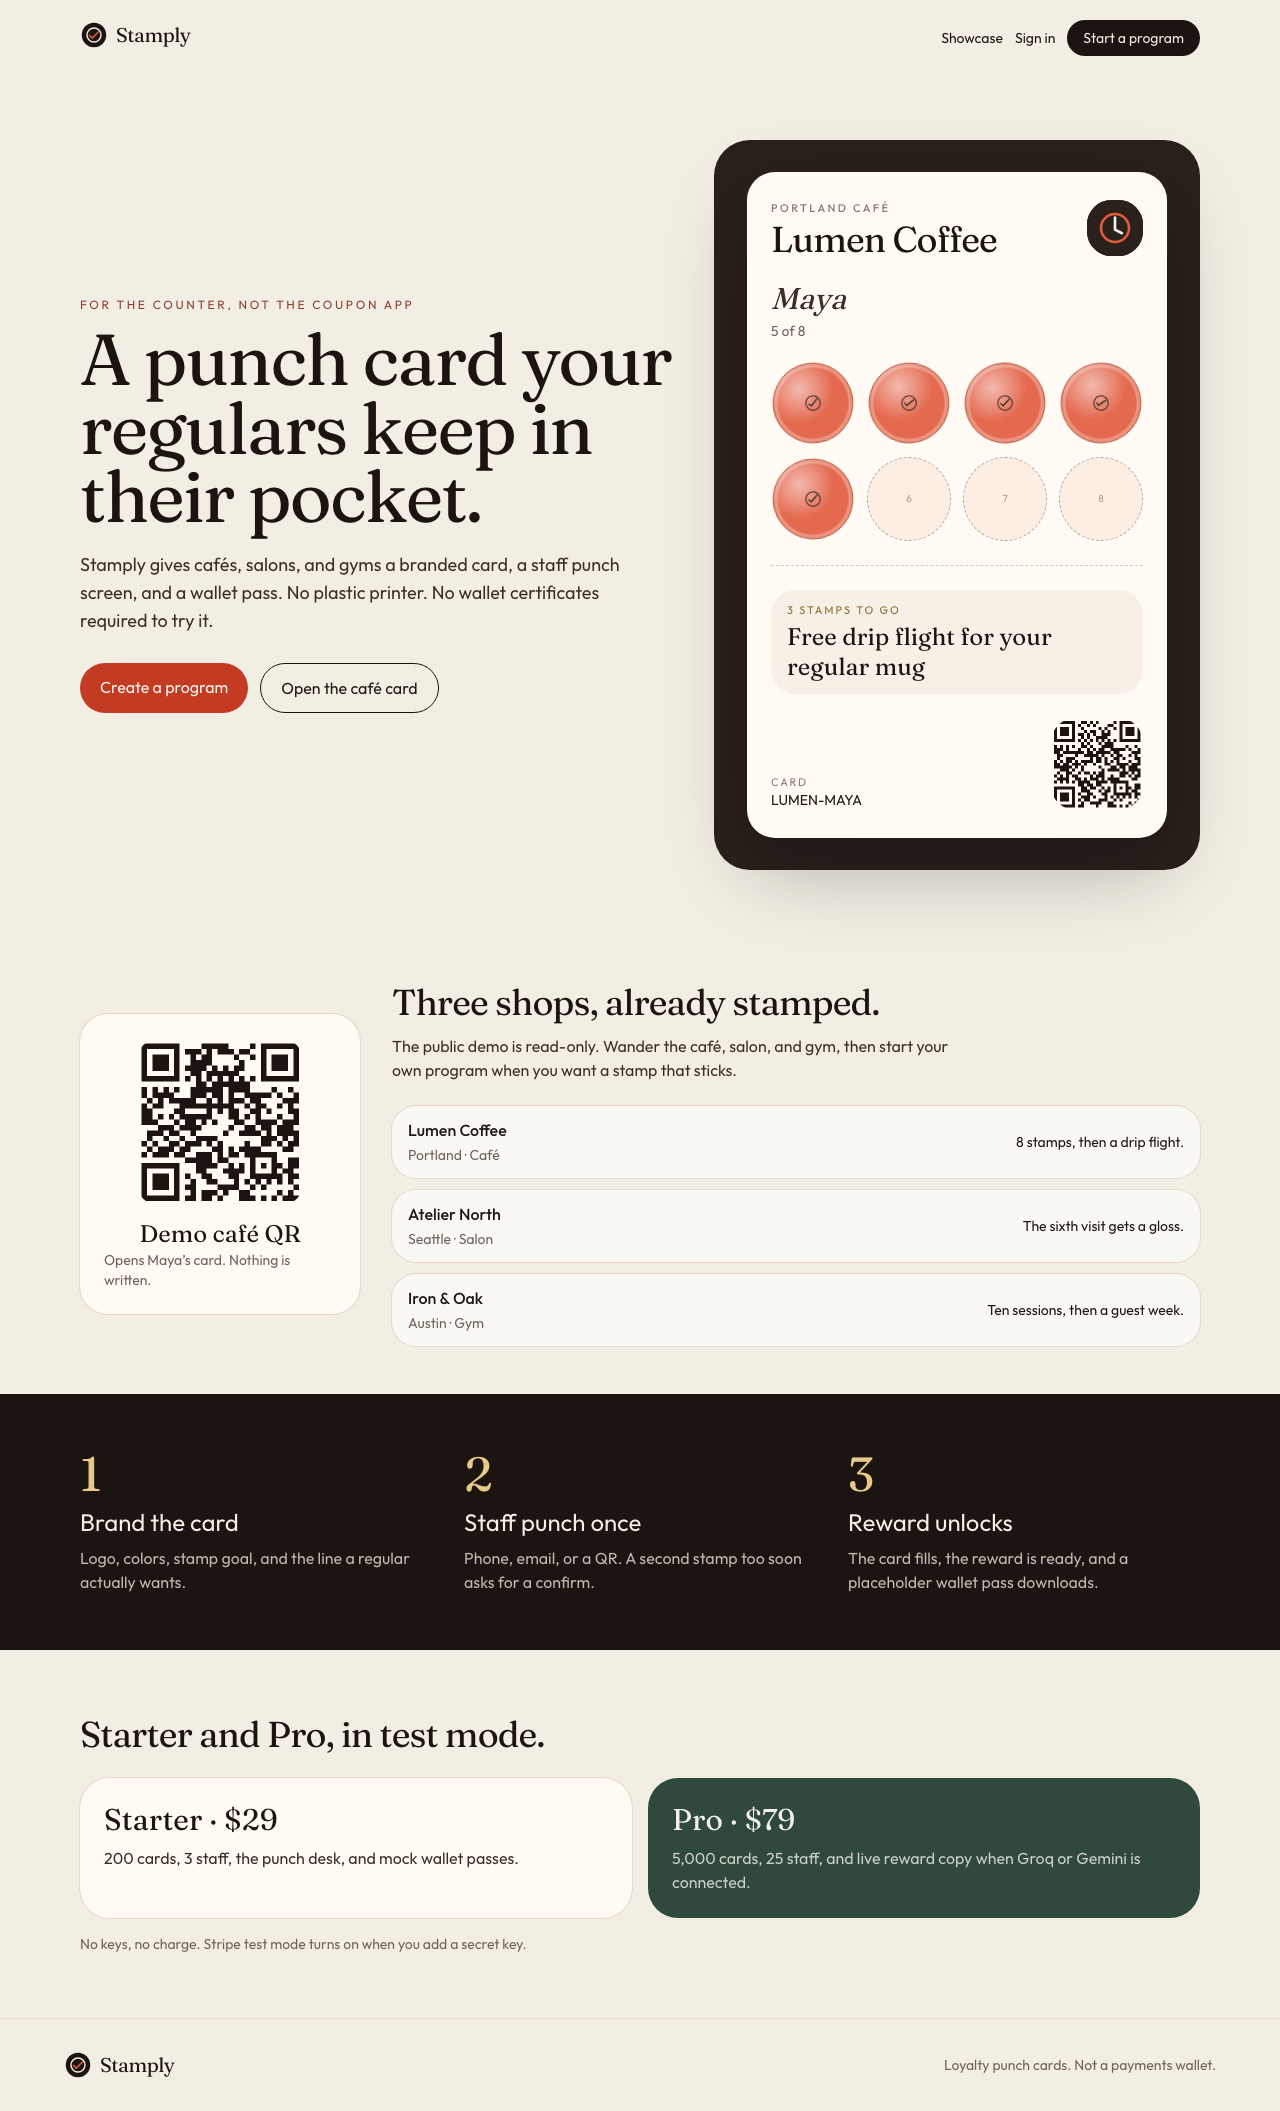 Stamply
Showcase
Sign in
Start a program
FOR THE COUNTER, NOT THE COUPON APP
A punch card your
regulars keep in
their pocket.
Stamply gives cafés, salons, and gyms a branded card, a staff punch
screen, and a wallet pass. No plastic printer. No wallet certificates
required to try it.
Create a program
Open the café card
PORTLAND CAFÉ
Lumen Coffee
Maya
5 of 8
6
7
8
3 STAMPS TO GO
Free drip flight for your
regular mug
CARD
LUMEN-MAYA
Demo café QR
Opens Maya’s card. Nothing is
written.
Three shops, already stamped.
The public demo is read-only. Wander the café, salon, and gym, then start your
own program when you want a stamp that sticks.
Lumen Coffee
Portland · Café
8 stamps, then a drip flight.
Atelier North
Seattle · Salon
The sixth visit gets a gloss.
Iron & Oak
Austin · Gym
Ten sessions, then a guest week.
1
Brand the card
Logo, colors, stamp goal, and the line a regular
actually wants.
2
Staff punch once
Phone, email, or a QR. A second stamp too soon
asks for a confirm.
3
Reward unlocks
The card fills, the reward is ready, and a
placeholder wallet pass downloads.
Starter and Pro, in test mode.
Starter · $29
200 cards, 3 staff, the punch desk, and mock wallet passes.
Pro · $79
5,000 cards, 25 staff, and live reward copy when Groq or Gemini is
connected.
No keys, no charge. Stripe test mode turns on when you add a secret key.
Stamply
Loyalty punch cards. Not a payments wallet.